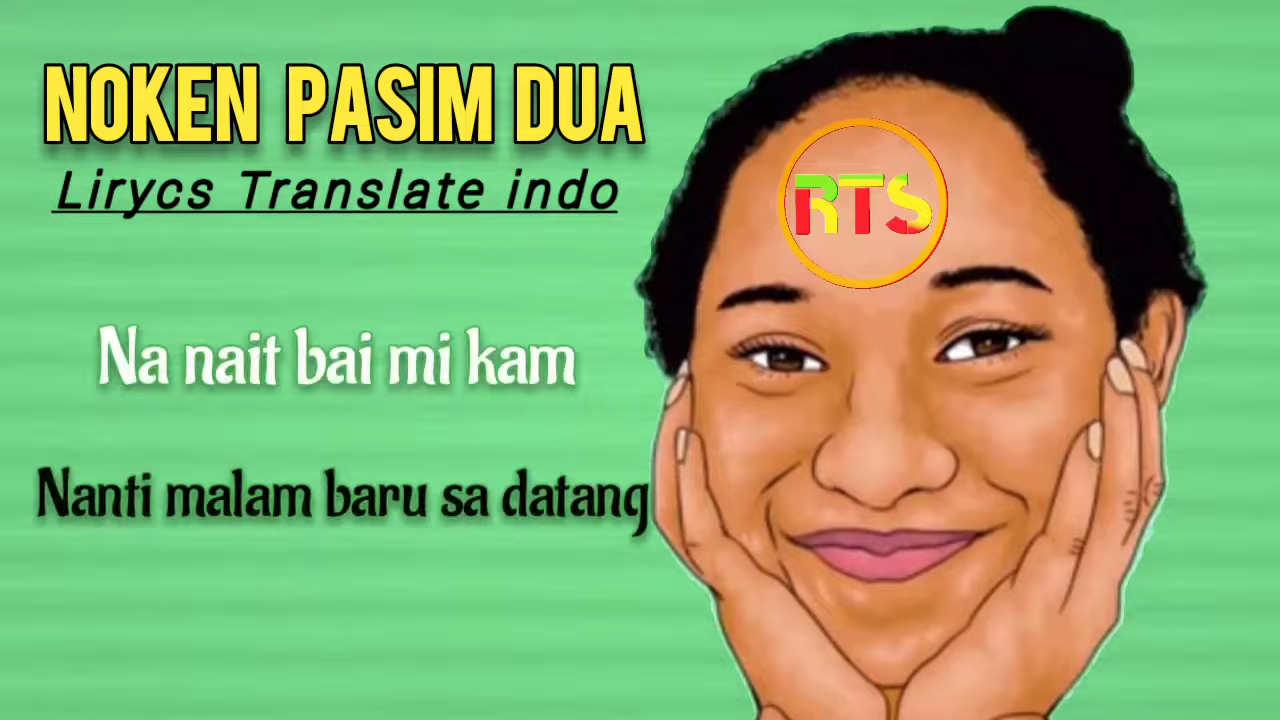 NOKEN PASIM DUA
Lirycs Translate indo
RTS
Na nait bai mi kam
Nanti malam baru sa datang